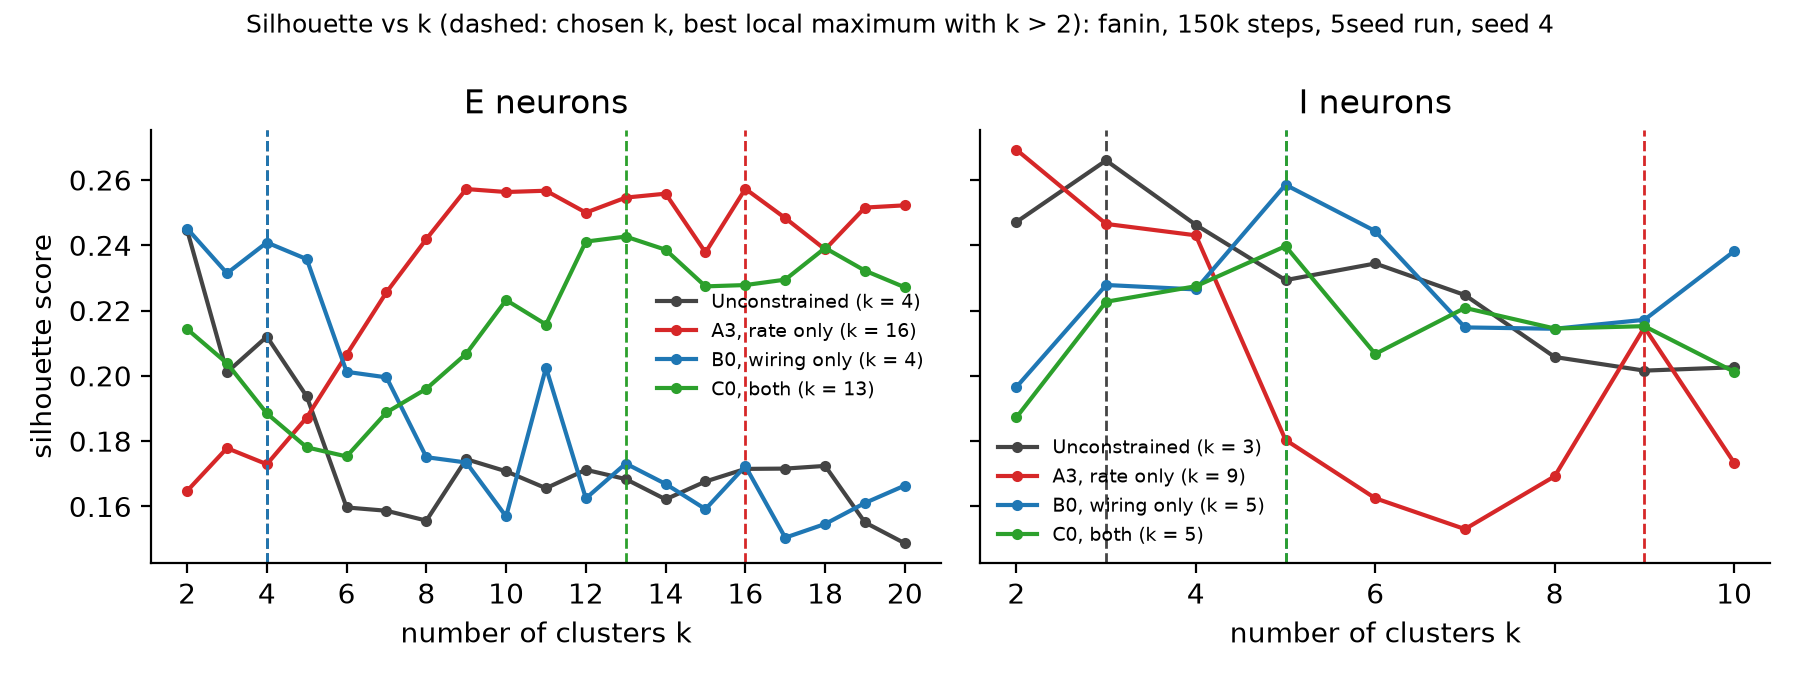 Silhouette vs k (dashed: chosen k, best local maximum with k > 2): fanin, 150k steps, 5seed run, seed 4
E neurons
silhouette score
0.26
0.24
0.22
0.20
0.18
0.16
Unconstrained (k = 4)
A3, rate only (k = 16)
B0, wiring only (k = 4)
C0, both (k = 13)
2 4 6 8 10 12 14 16 18 20
number of clusters k
I neurons
Unconstrained (k = 3)
A3, rate only (k = 9)
B0, wiring only (k = 5)
C0, both (k = 5)
2 4 6 8 10
number of clusters k